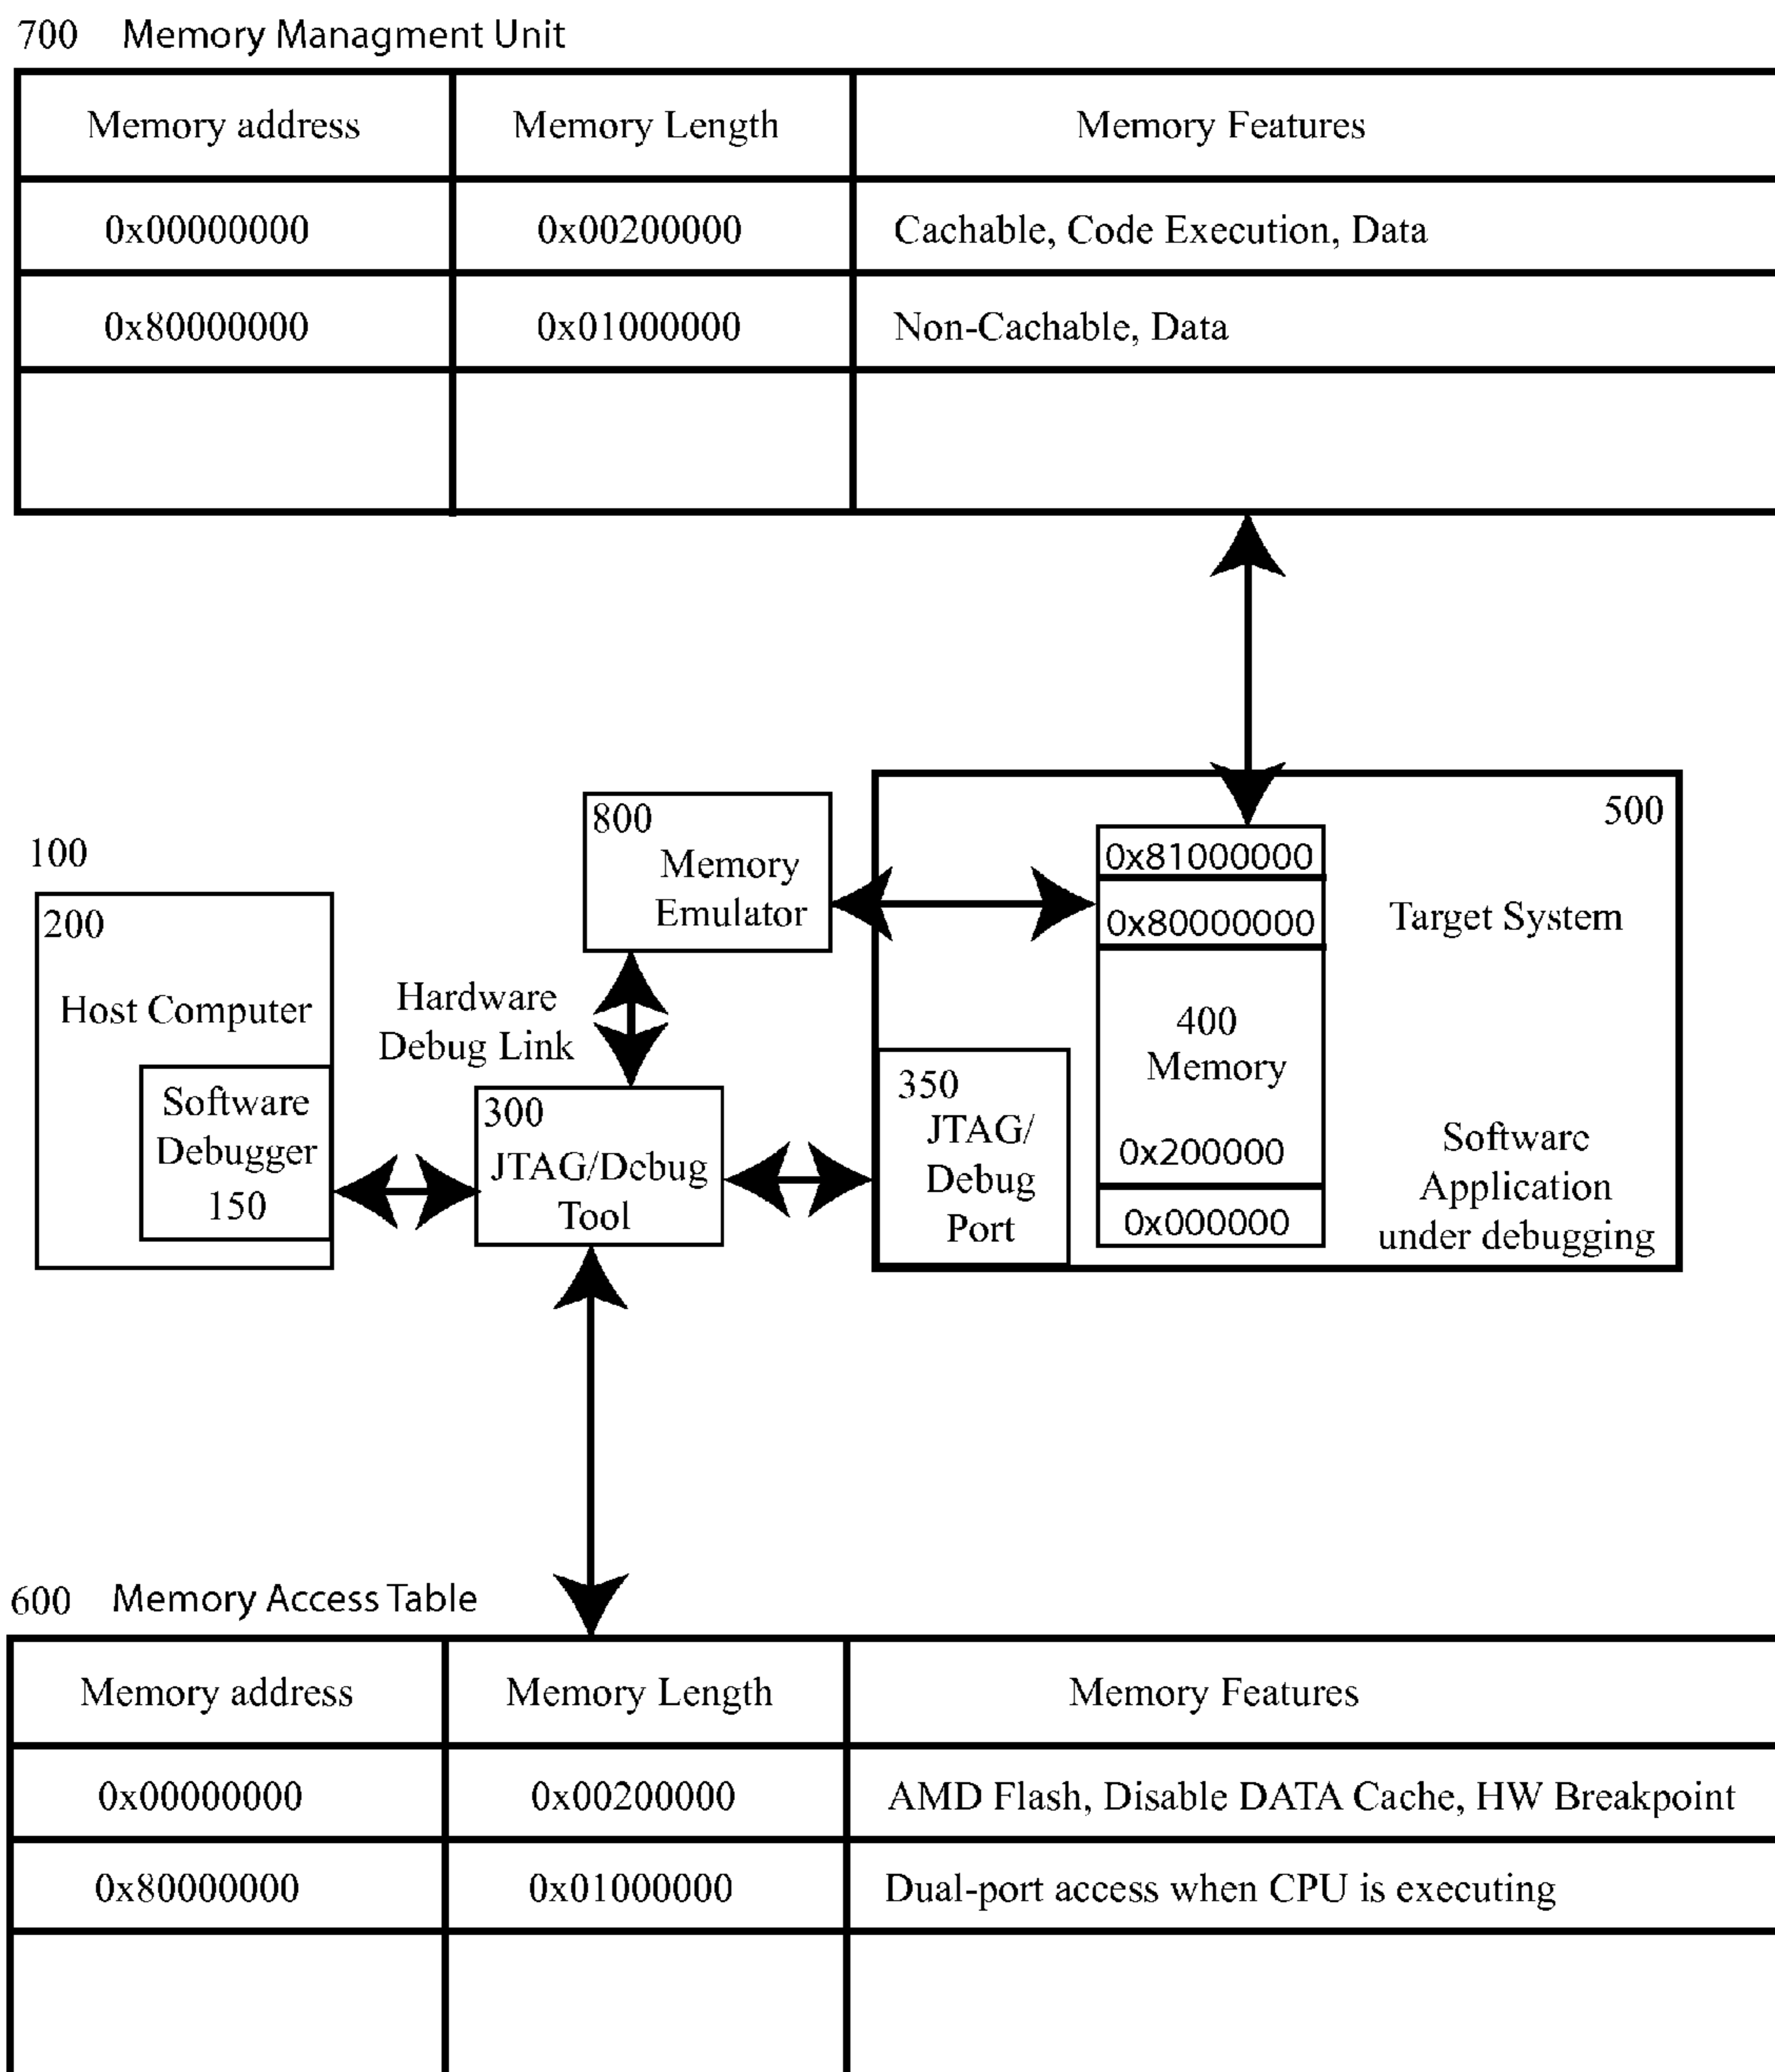 700 Memory Managment Unit
Memory address Memory Length Memory Features
0x00000000 0x00200000 Cachable, Code Execution, Data
0x80000000 0x01000000 Non-Cachable, Data
100
200
Host Computer
Software
Debugger
150
Hardware
Debug Link
800
Memory
Emulator
300
JTAG/Debug
Tool
500
Target System
350
JTAG/
Debug
Port
0x81000000
0x80000000
400
Memory
0x200000
0x000000
Software
Application
under debugging
600 Memory Access Table
Memory address Memory Length Memory Features
0x00000000 0x00200000 AMD Flash, Disable DATA Cache, HW Breakpoint
0x80000000 0x01000000 Dual-port access when CPU is executing